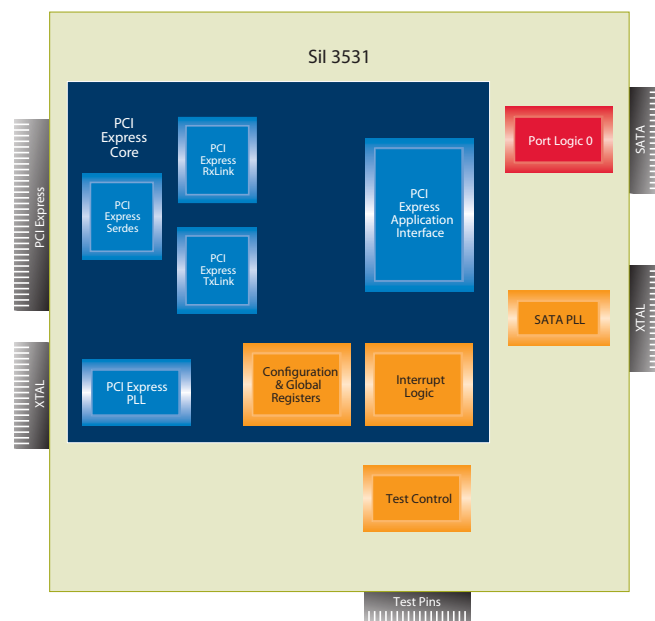 SiI 3531
PCI
Express
Core
PCI
Express
RxLink
PCI
Express
Serdes
PCI
Express
TxLink
PCI
Express
Application
Interface
PCI Express
PLL
Configuration
& Global
Registers
Interrupt
Logic
Port Logic 0
SATA PLL
Test Control
PCI Express
XTAL
SATA
XTAL
Test Pins